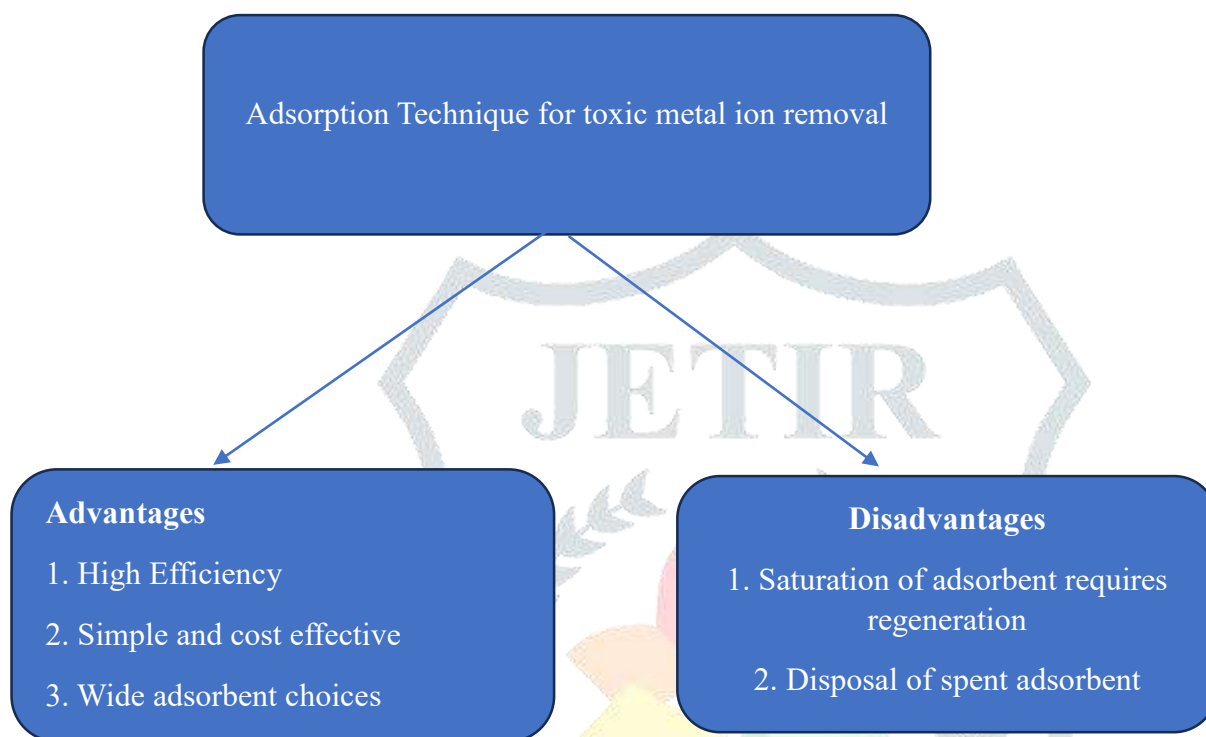 Adsorption Technique for toxic metal ion removal
JETIR
Advantages
1. High Efficiency
2. Simple and cost effective
3. Wide adsorbent choices
Disadvantages
1. Saturation of adsorbent requires
regeneration
2. Disposal of spent adsorbent